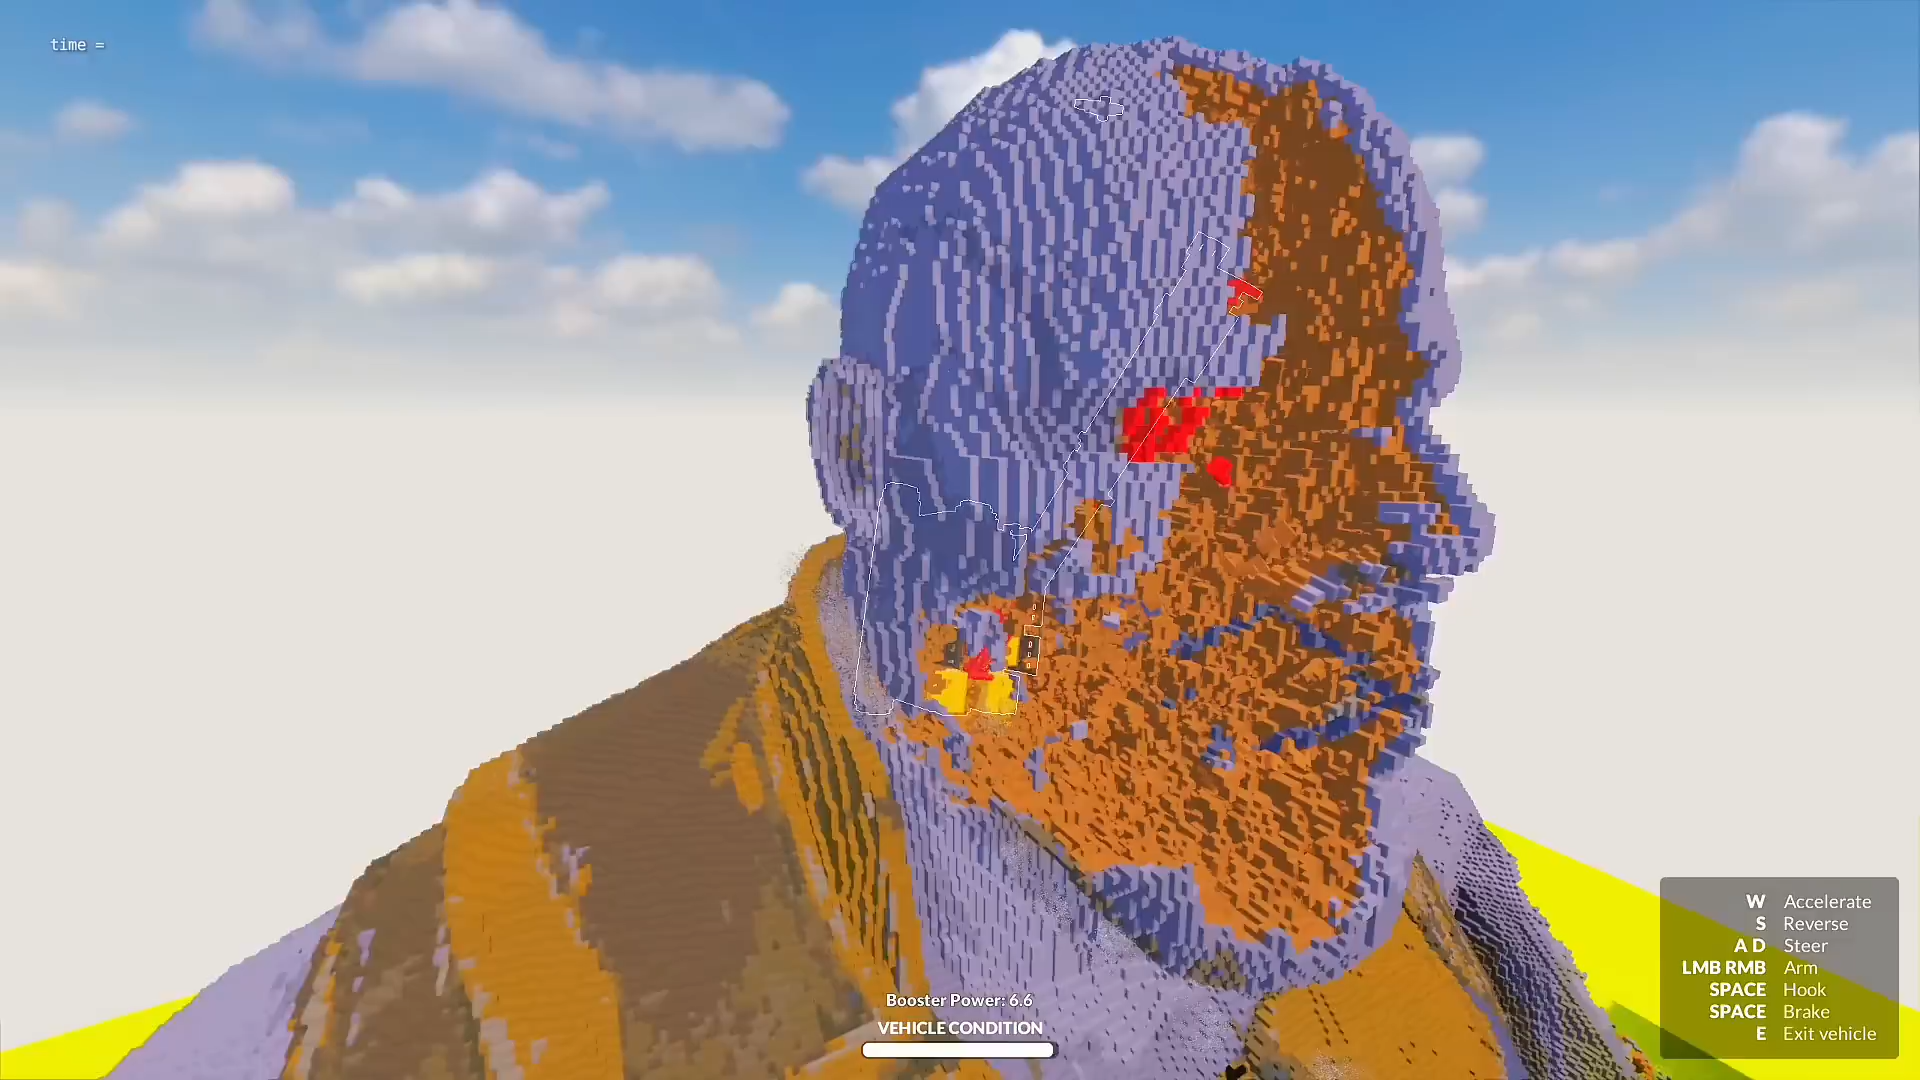 time =
Booster Power: 6.6
VEHICLE CONDITION
W Accelerate
S Reverse
A D Steer
LMB RMB Arm
SPACE Hook
SPACE Brake
E Exit vehicle